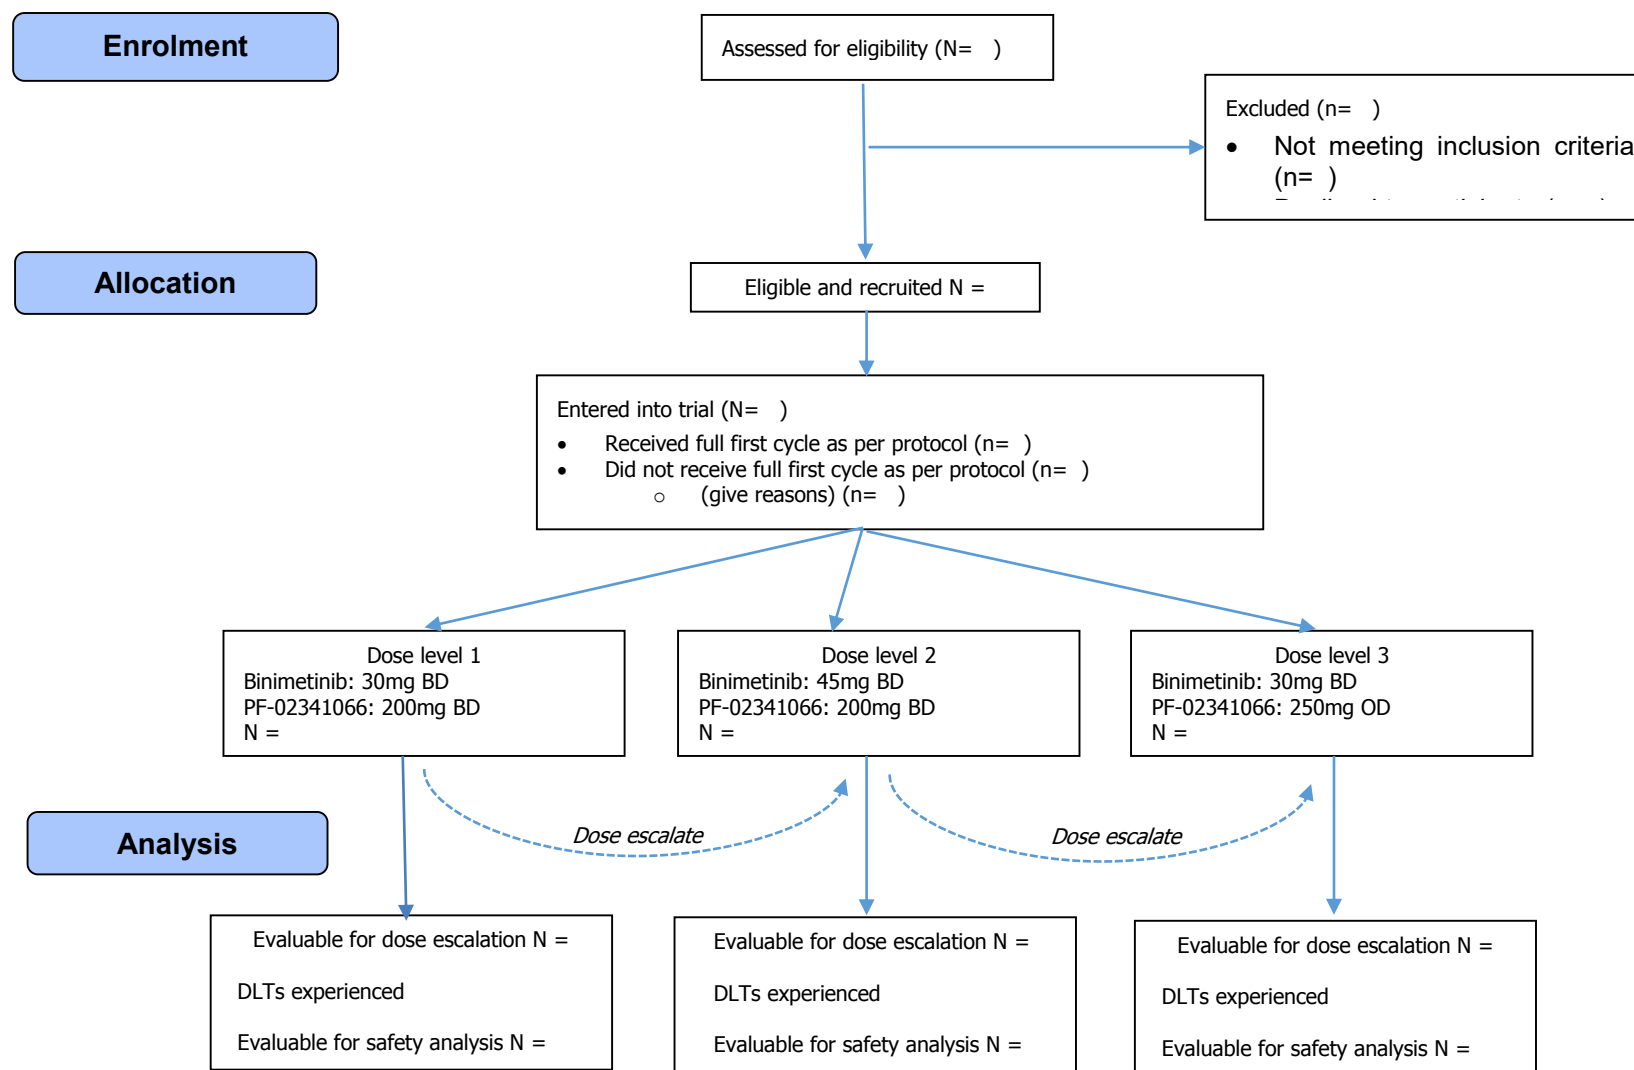 Enrolment
Assessed for eligibility (N=   )
Excluded (n=   )
• Not meeting inclusion criteria
(n=  )
Allocation
Eligible and recruited N =
Entered into trial (N=   )
• Received full first cycle as per protocol (n=  )
• Did not receive full first cycle as per protocol (n=  )
o (give reasons) (n=   )
Dose level 1
Binimetinib: 30mg BD
PF-02341066: 200mg BD
N =
Dose level 2
Binimetinib: 45mg BD
PF-02341066: 200mg BD
N =
Dose level 3
Binimetinib: 30mg BD
PF-02341066: 250mg OD
N =
Analysis
Dose escalate
Dose escalate
Evaluable for dose escalation N =
DLTs experienced
Evaluable for safety analysis N =
Evaluable for dose escalation N =
DLTs experienced
Evaluable for safety analysis N =
Evaluable for dose escalation N =
DLTs experienced
Evaluable for safety analysis N =